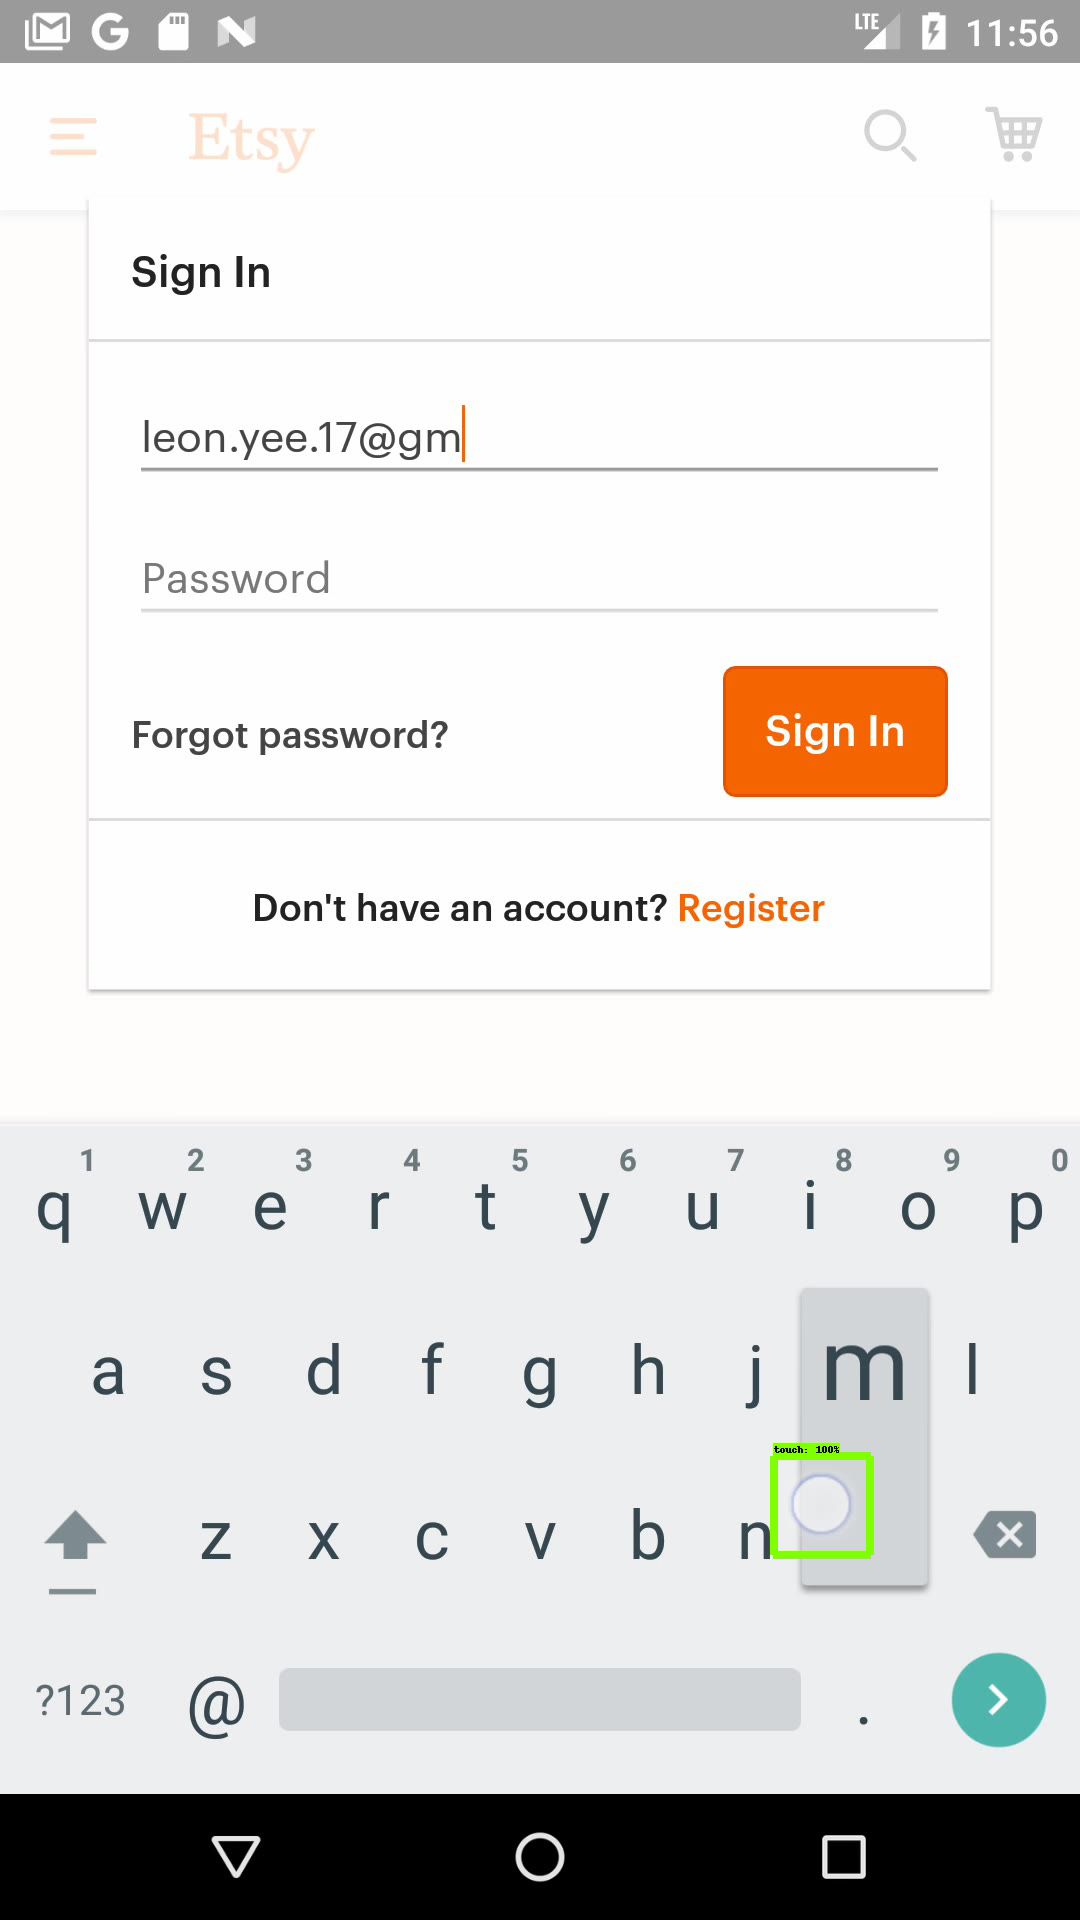 LTE 11:56
Etsy
Sign In
leon.yee.17@gm
Password
Forgot password?
Sign In
Don't have an account? Register
1 2 3 4 5 6 7 8 9 0
q w e r t y u i o p
a s d f g h j m l
touch: 100%
z x c v b n
?123 @ .